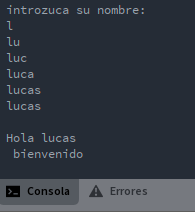 introzuca su nombre:
l
lu
luc
luca
lucas
lucas
Hola lucas
bienvenido
Consola
Errores